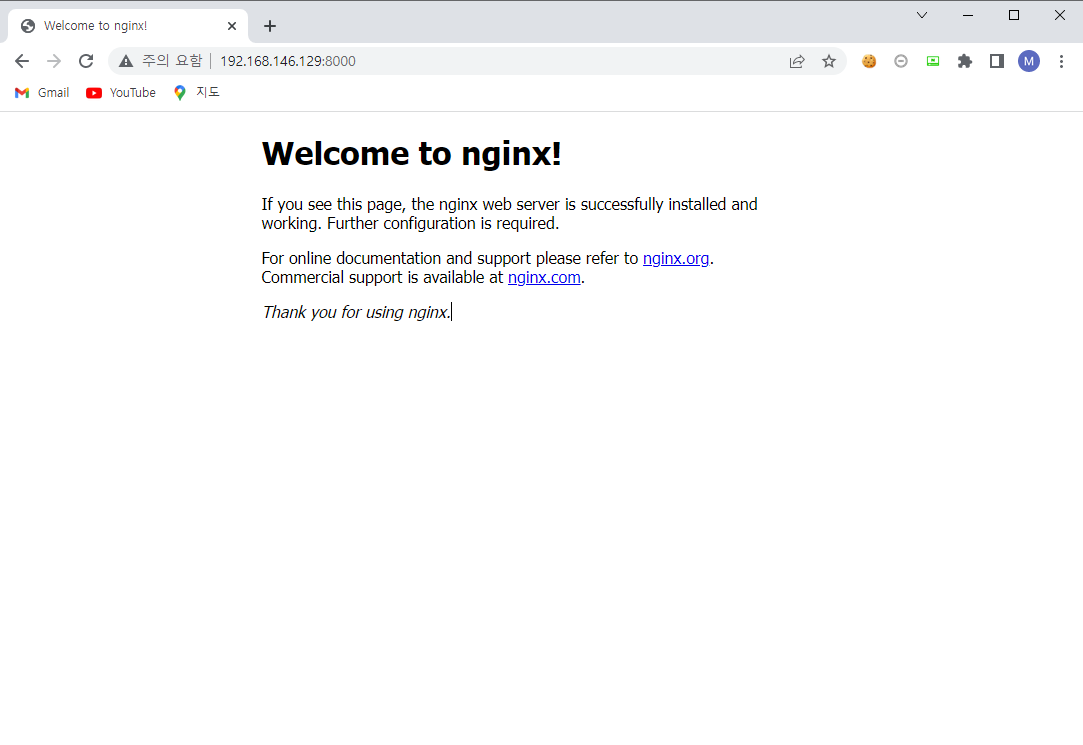 Welcome to nginx!
주의 요함 192.168.146.129:8000
M
Gmail YouTube 지도
Welcome to nginx!
If you see this page, the nginx web server is successfully installed and
working. Further configuration is required.
For online documentation and support please refer to nginx.org.
Commercial support is available at nginx.com.
Thank you for using nginx.